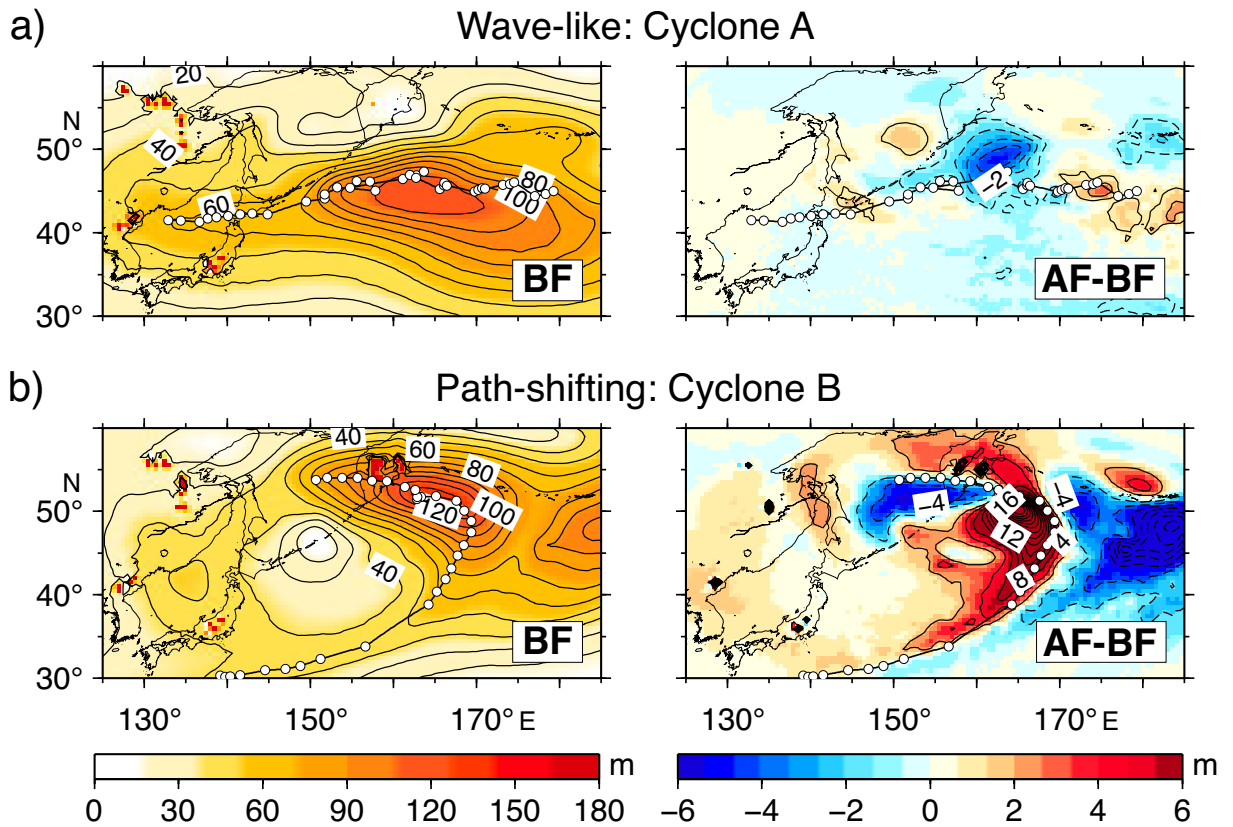 a)
Wave-like: Cyclone A
20
N
50°
40
60
80
100
40°
BF
30°
−2
AF-BF
b)
Path-shifting: Cyclone B
40
60
N
80
50°
100
120
40
40°
BF
30°
130°
150°
170° E
−4
16
−4
12
4
8
AF-BF
130°
150°
170° E
0 30 60 90 120 150 180
m
−6 −4 −2 0 2 4 6
m